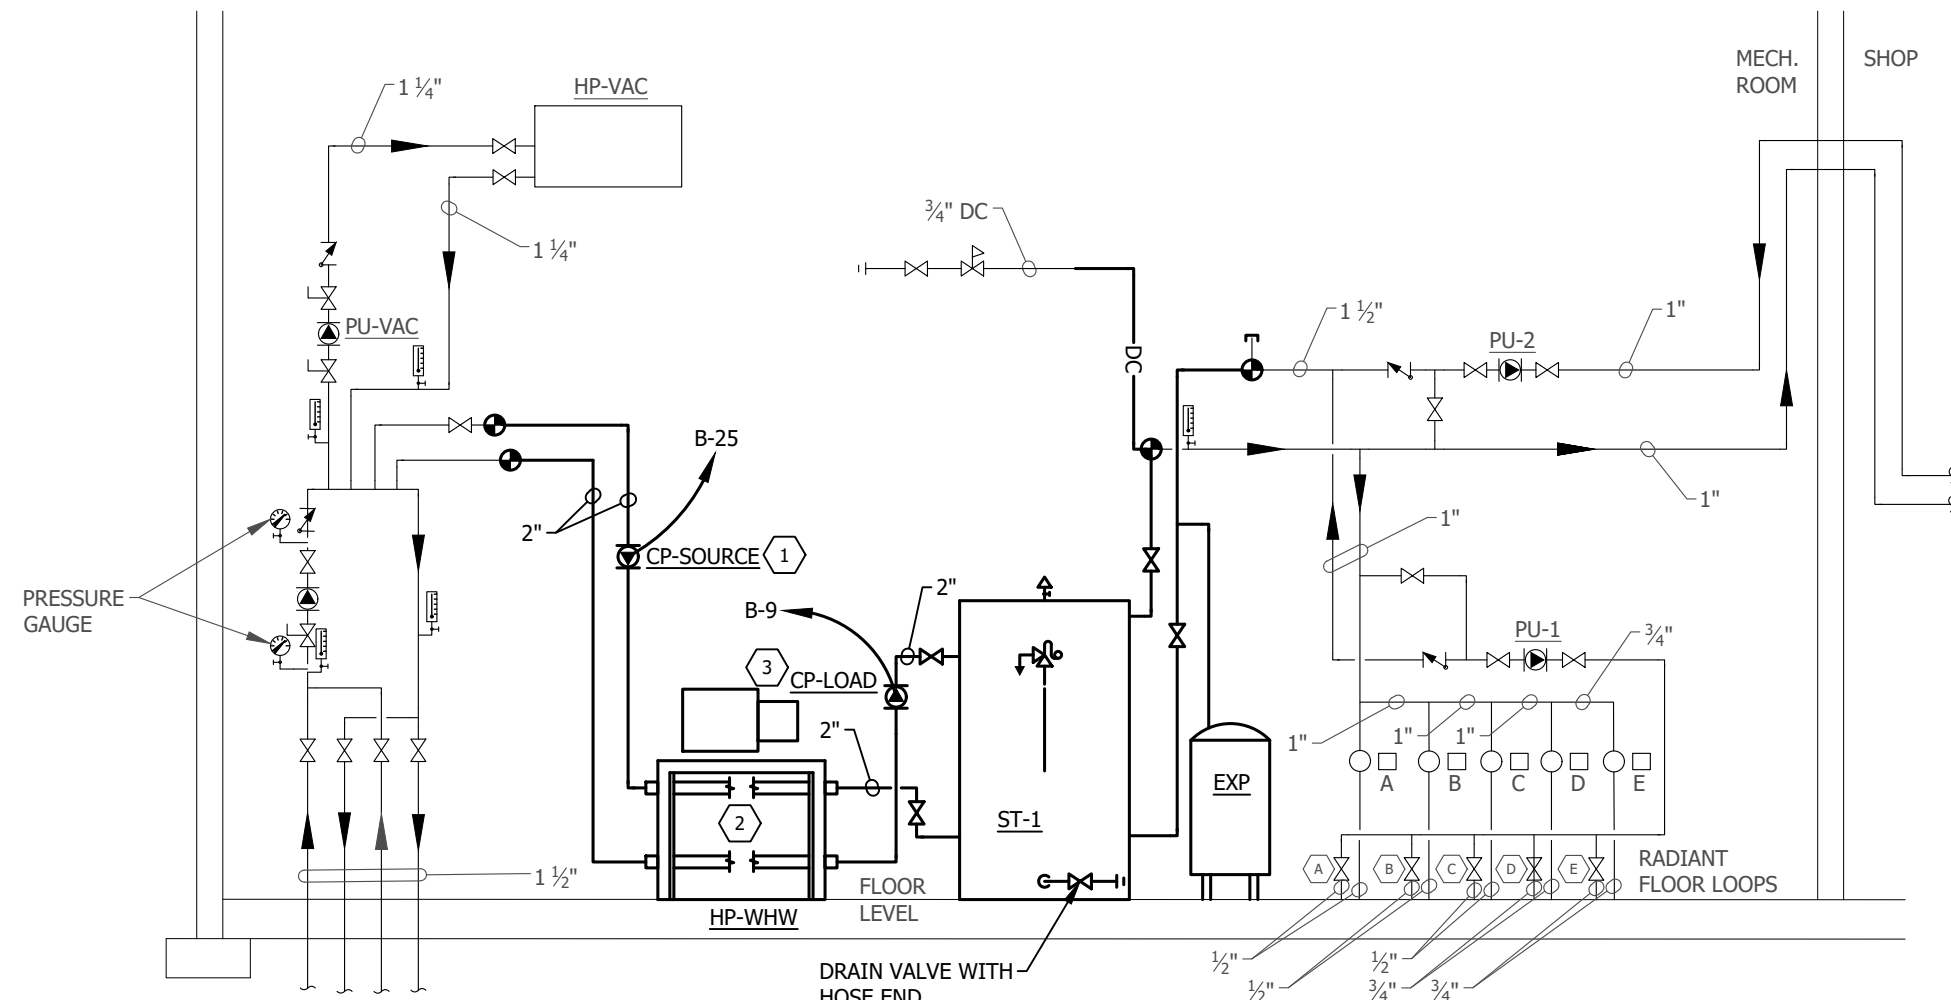 MECH.
ROOM
SHOP
1 ¼"
HP-VAC
1 ¼"
¾" DC
PU-VAC
DC
1 ½"
PU-2
1"
1"
B-25
2"
CP-SOURCE
1
1"
PRESSURE
GAUGE
B-9
2"
3
CP-LOAD
2"
PU-1
¾"
1"
1"
1"
A
B
C
D
E
EXP
ST-1
2
1 ½"
HP-WHW
FLOOR
LEVEL
A
B
C
D
E
RADIANT
FLOOR LOOPS
½"
½"
½"
¾"
¾"
DRAIN VALVE WITH
HOSE END